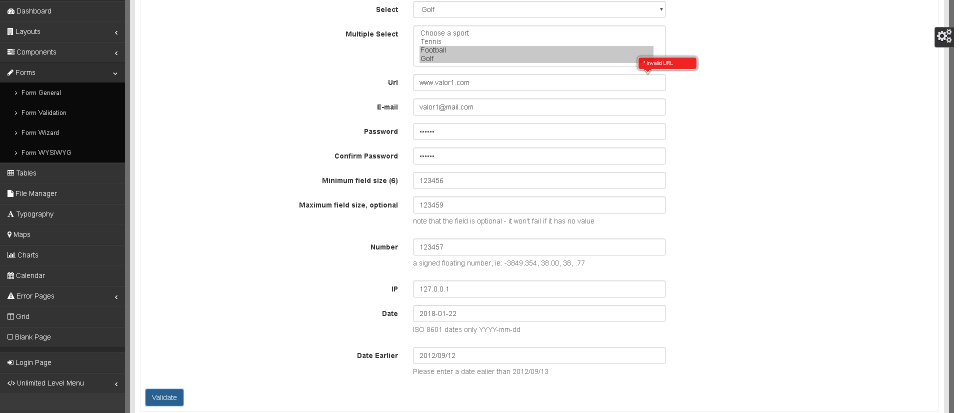 Dashboard
Layouts
Components
Forms
Form General
Form Validation
Form Wizard
Form WYSIWYG
Tables
File Manager
Typography
Maps
Charts
Calendar
Error Pages
Grid
Blank Page
Login Page
Unlimited Level Menu
Select Golf
Multiple Select Choose a sport
Tennis
Football
Golf
* Invalid URL
Url www.valor1.com
E-mail valor1@mail.com
Password ••••••
Confirm Password ••••••
Minimum field size (6) 123456
Maximum field size, optional 123459
note that the field is optional - it won't fail if it has no value
Number 123457
a signed floating number, ie: -3849.354, 38.00, 38, .77
IP 127.0.0.1
Date 2018-01-22
ISO 8601 dates only YYYY-mm-dd
Date Earlier 2012/09/12
Please enter a date ealier than 2012/09/13
Validate